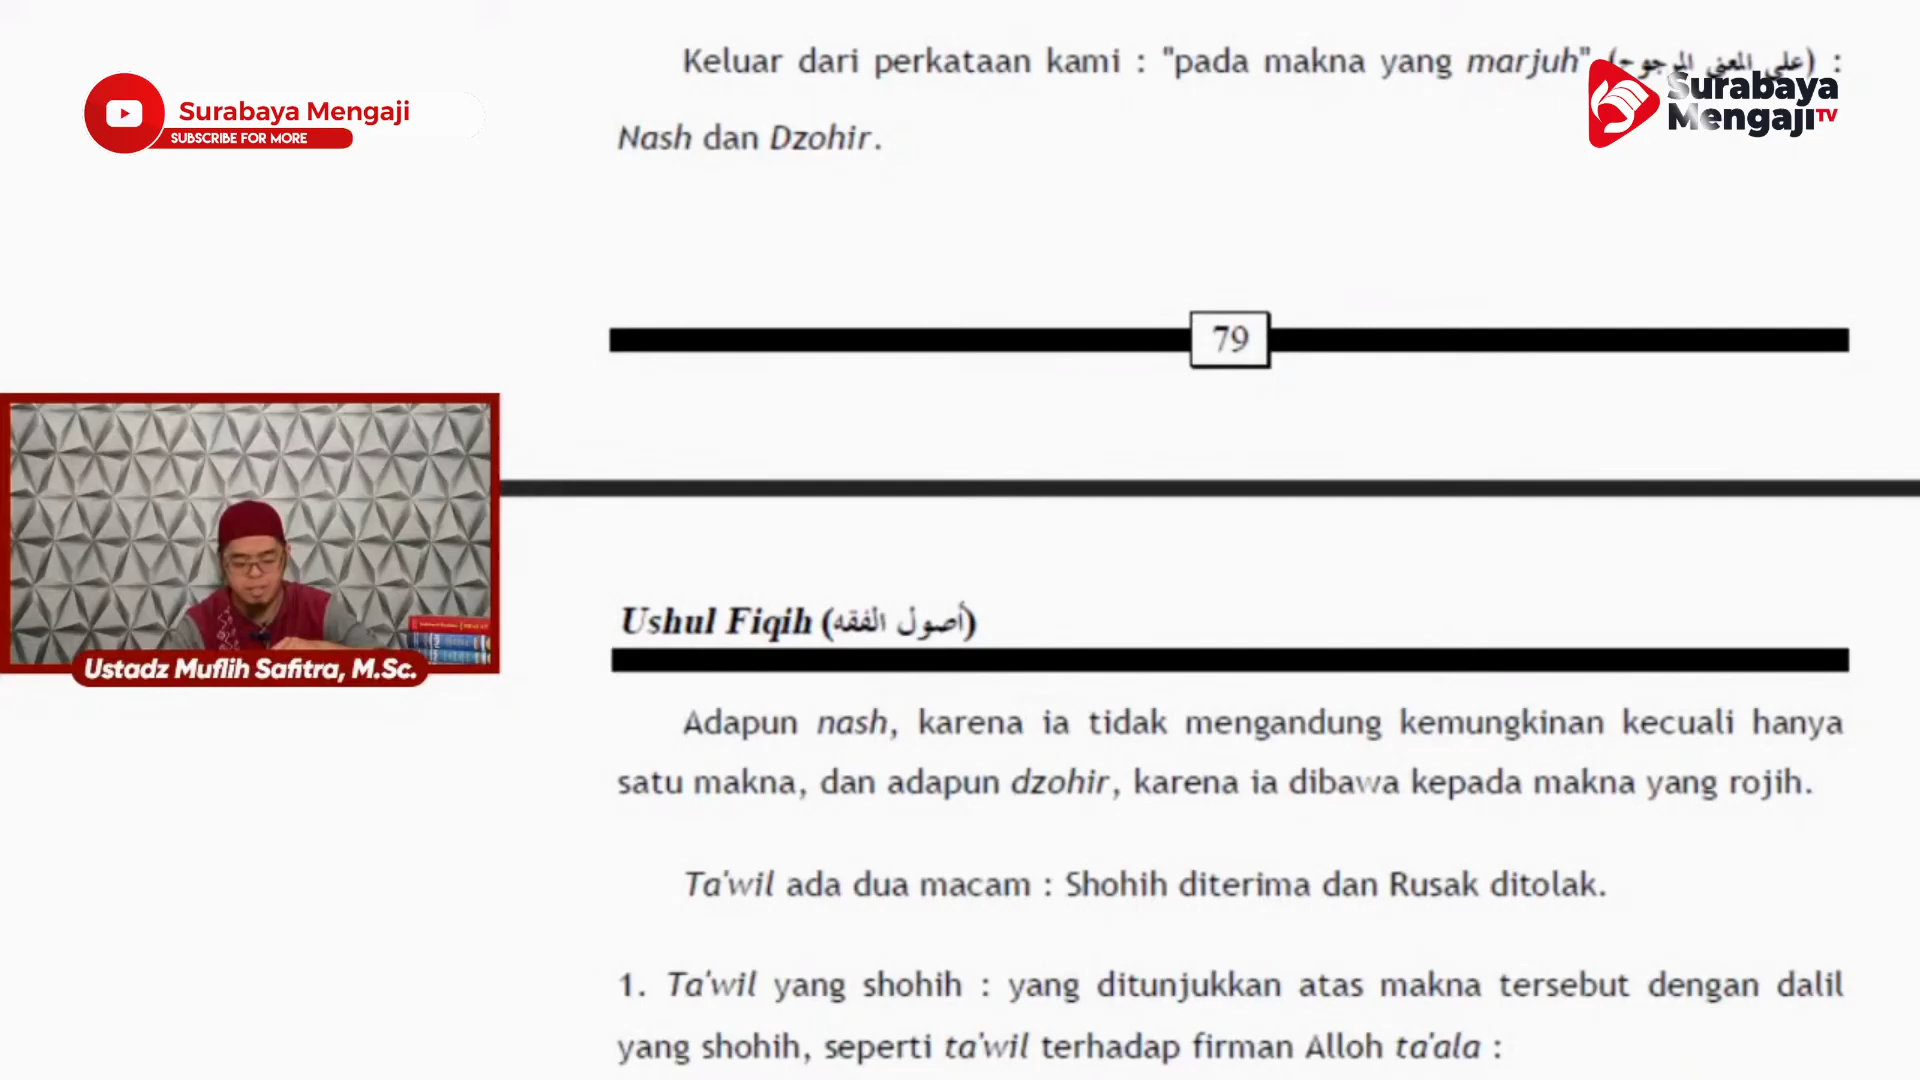 Surabaya Mengaji
SUBSCRIBE FOR MORE
Surabaya
MengajiTV
Keluar dari perkataan kami : "pada makna yang marjuh" (على المعنى المرجوح) :
Nash dan Dzohir.
79
Ustadz Muflih Safitra, M.Sc.
Ushul Fiqih (أصول الفقه)
Adapun nash, karena ia tidak mengandung kemungkinan kecuali hanya
satu makna, dan adapun dzohir, karena ia dibawa kepada makna yang rojih.
Ta'wil ada dua macam : Shohih diterima dan Rusak ditolak.
1. Ta'wil yang shohih : yang ditunjukkan atas makna tersebut dengan dalil
yang shohih, seperti ta'wil terhadap firman Alloh ta'ala :